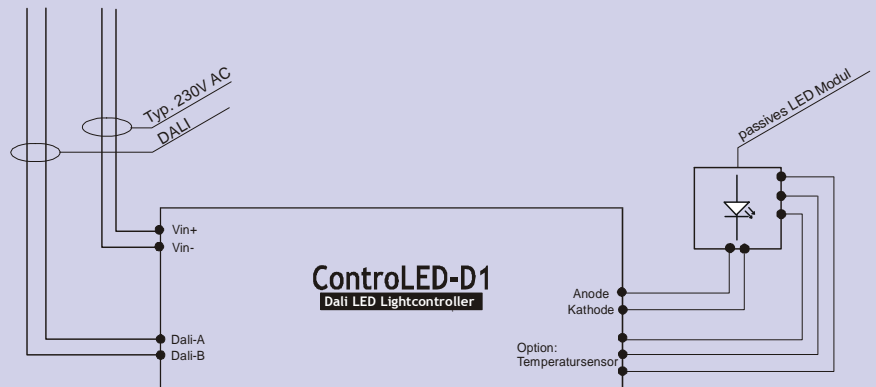 Typ. 230V AC
DALI
passives LED Modul
Vin+
Vin-
ControLED-D1
Dali LED Lightcontroller
Anode
Kathode
Dali-A
Dali-B
Option:
Temperatursensor